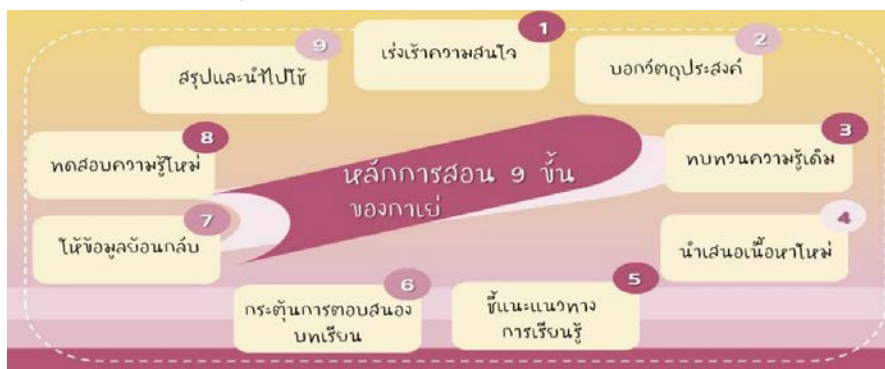 1
เร่งเร้าความสนใจ
2
บอกวัตถุประสงค์
3
ทบทวนความรู้เดิม
4
นำเสนอเนื้อหาใหม่
5
ชี้แนะแนวทาง
การเรียนรู้
6
กระตุ้นการตอบสนอง
บทเรียน
7
ให้ข้อมูลย้อนกลับ
8
ทดสอบความรู้ใหม่
9
สรุปและนำไปใช้
หลักการสอน 9 ขั้น
ของกาเย่